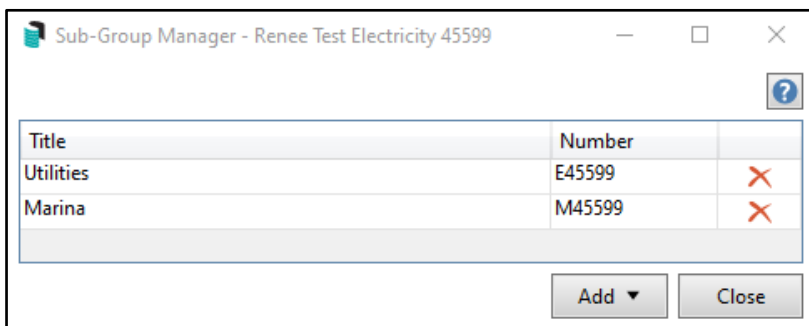 Sub-Group Manager - Renee Test Electricity 45599
?
Title Number
Utilities E45599
Marina M45599
Add ▼ Close